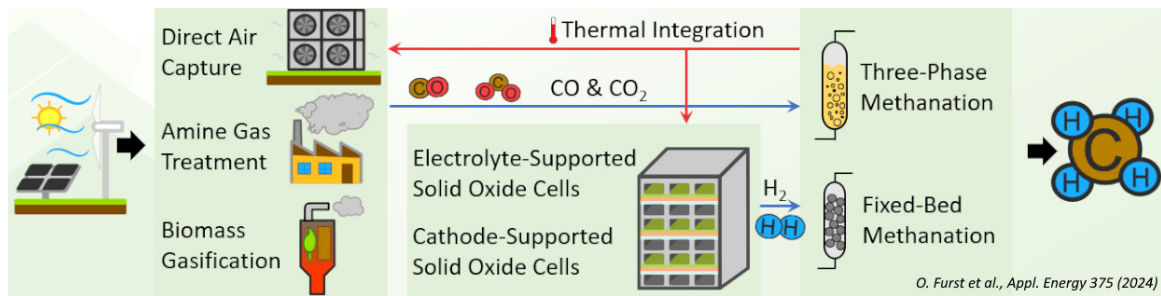 Direct Air
Capture
Amine Gas
Treatment
Biomass
Gasification
Thermal Integration
C O
O C O
CO & CO₂
Electrolyte-Supported
Solid Oxide Cells
Cathode-Supported
Solid Oxide Cells
H₂
H H
Three-Phase
Methanation
Fixed-Bed
Methanation
H H
C
H H
O. Furst et al., Appl. Energy 375 (2024)